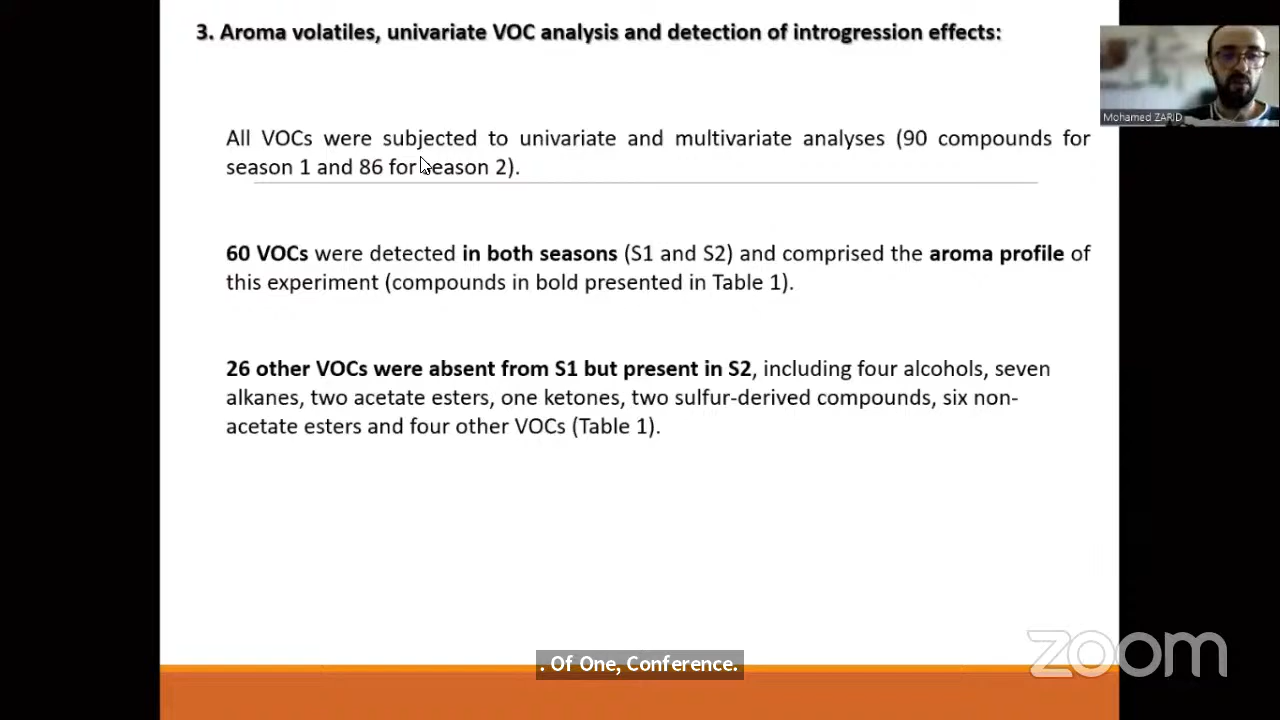 3. Aroma volatiles, univariate VOC analysis and detection of introgression effects:
Mohamed ZARID
All VOCs were subjected to univariate and multivariate analyses (90 compounds for
season 1 and 86 for season 2).
60 VOCs were detected in both seasons (S1 and S2) and comprised the aroma profile of
this experiment (compounds in bold presented in Table 1).
26 other VOCs were absent from S1 but present in S2, including four alcohols, seven
alkanes, two acetate esters, one ketones, two sulfur-derived compounds, six non-
acetate esters and four other VOCs (Table 1).
zoom
. Of One, Conference.